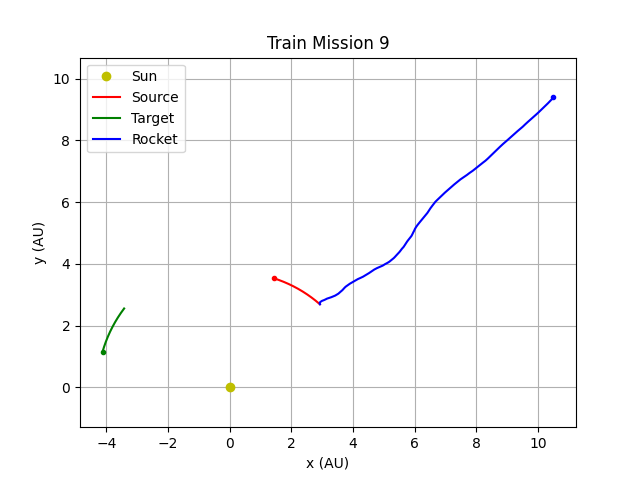 Train Mission 9
Sun
Source
Target
Rocket
10
8
6
4
2
0
y (AU)
−4 −2 0 2 4 6 8 10
x (AU)